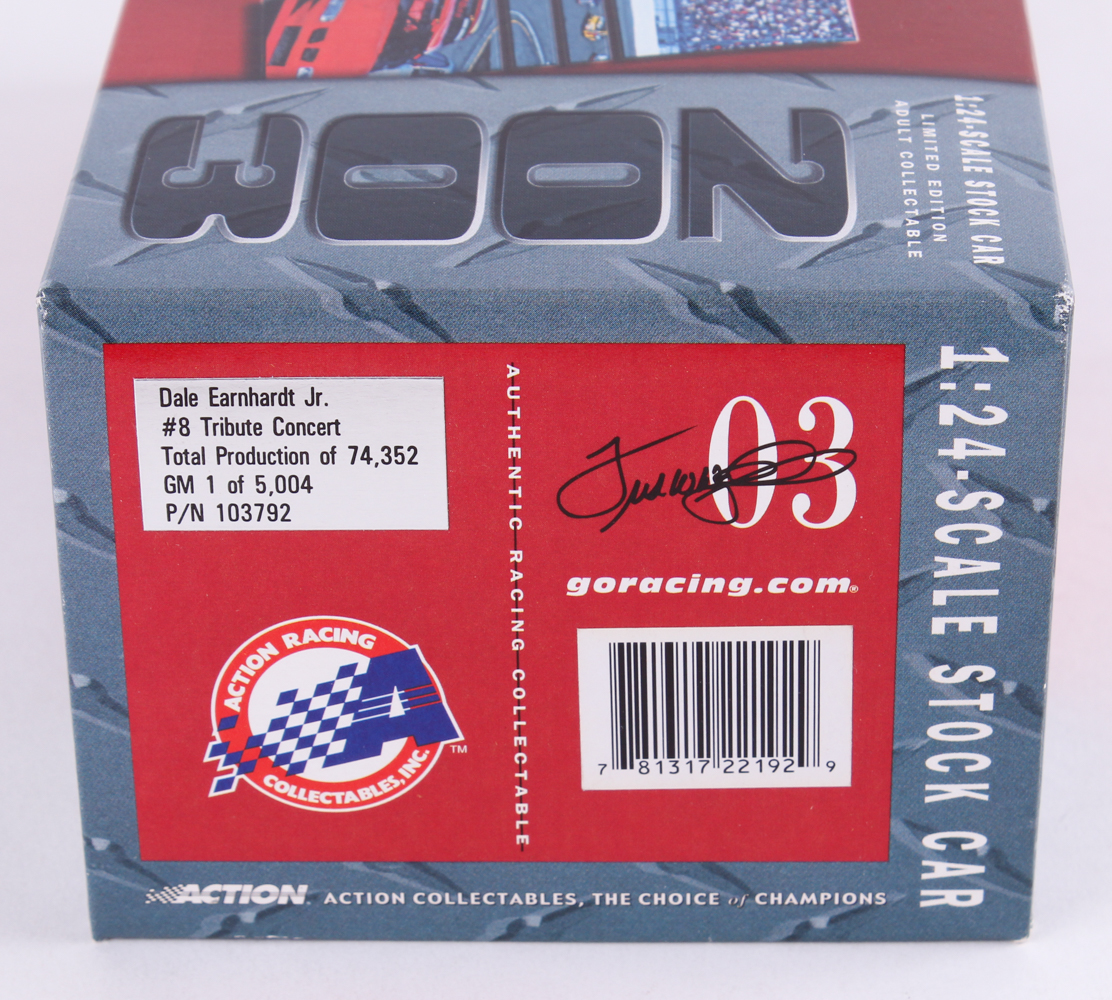 2003
1:24-SCALE STOCK CAR
LIMITED EDITION
ADULT COLLECTABLE
Dale Earnhardt Jr.
#8 Tribute Concert
Total Production of 74,352
GM 1 of 5,004
P/N 103792
AUTHENTIC RACING COLLECTABLE
03
goracing.com®
7 81317 22192 9
ACTION RACING
A
COLLECTABLES, INC.
TM
1:24-SCALE STOCK CAR
ACTION. ACTION COLLECTABLES, THE CHOICE of CHAMPIONS